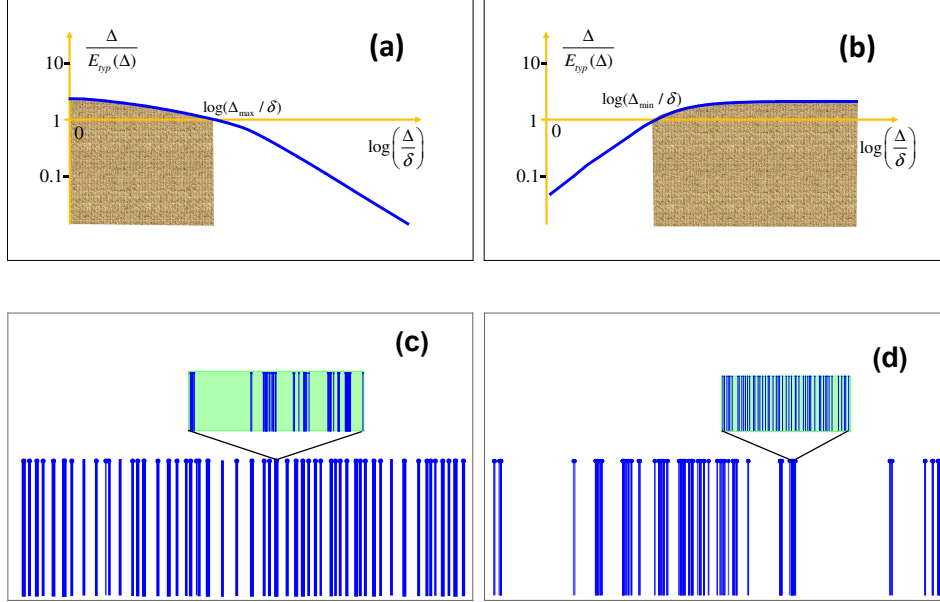 Δ
E_typ(Δ)
(a)
10
log(Δ_max / δ)
1
0
log(Δ/δ)
0.1
Δ
E_typ(Δ)
(b)
10
log(Δ_min / δ)
1
0
log(Δ/δ)
0.1
(c)
(d)